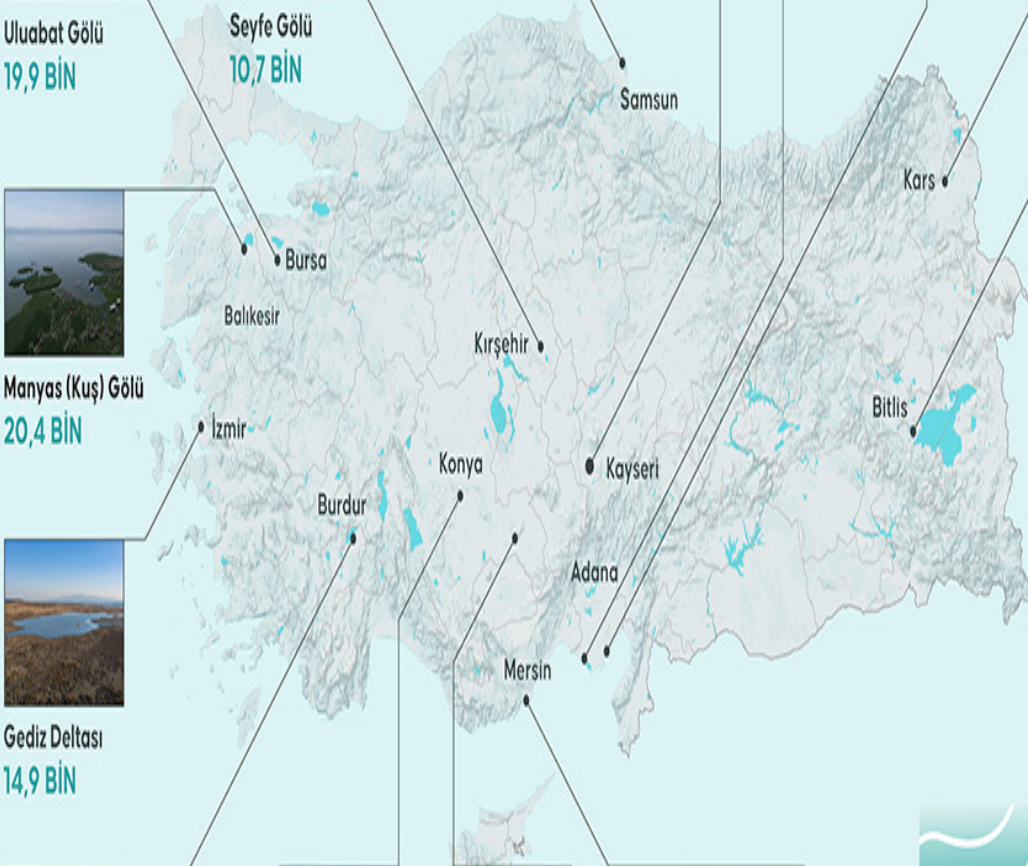 Uluabat Gölü
19,9 BİN
Seyfe Gölü
10,7 BİN
Samsun
Kars
Bursa
Balıkesir
Kırşehir
Manyas (Kuş) Gölü
20,4 BİN
Bitlis
İzmir
Konya
Kayseri
Burdur
Adana
Mersin
Gediz Deltası
14,9 BİN